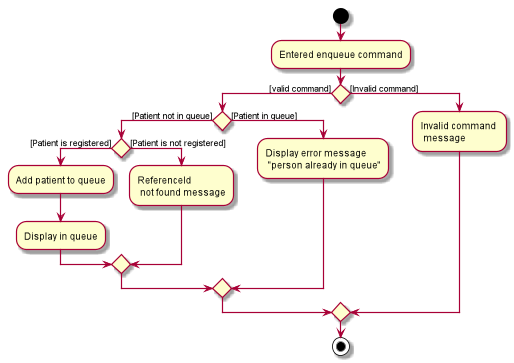 Entered enqueue command
[valid command]
[Invalid command]
[Patient not in queue]
[Patient in queue]
Invalid command
message
[Patient is registered]
[Patient is not registered]
Display error message
"person already in queue"
Add patient to queue
ReferenceId
not found message
Display in queue